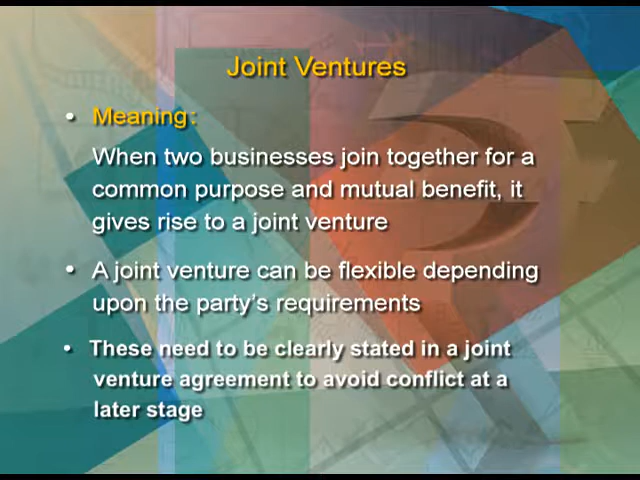 Joint Ventures
• Meaning:
When two businesses join together for a
common purpose and mutual benefit, it
gives rise to a joint venture
• A joint venture can be flexible depending
upon the party's requirements
• These need to be clearly stated in a joint
venture agreement to avoid conflict at a
later stage